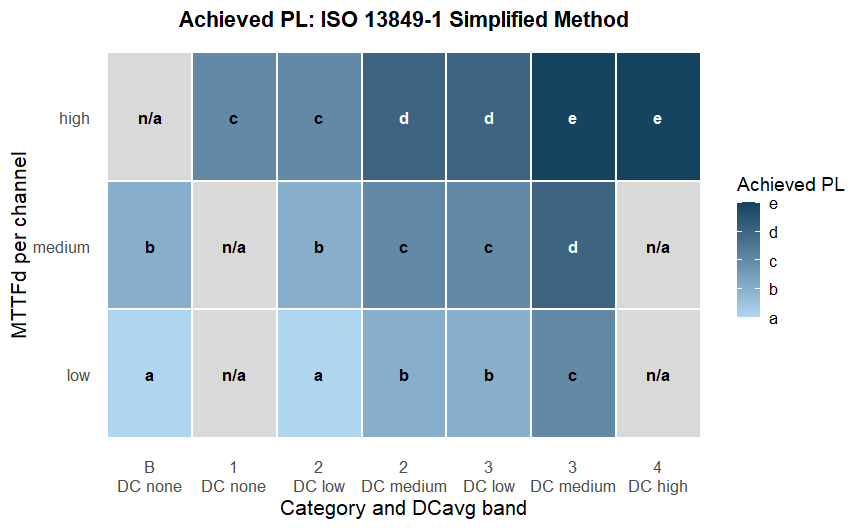 Achieved PL: ISO 13849-1 Simplified Method
MTTFd per channel
high
n/a c c d d e e
medium
b n/a b c c d n/a
low
a n/a a b b c n/a
B 1 2 2 3 3 4
DC none DC none DC low DC medium DC low DC medium DC high
Category and DCavg band
Achieved PL
e
d
c
b
a